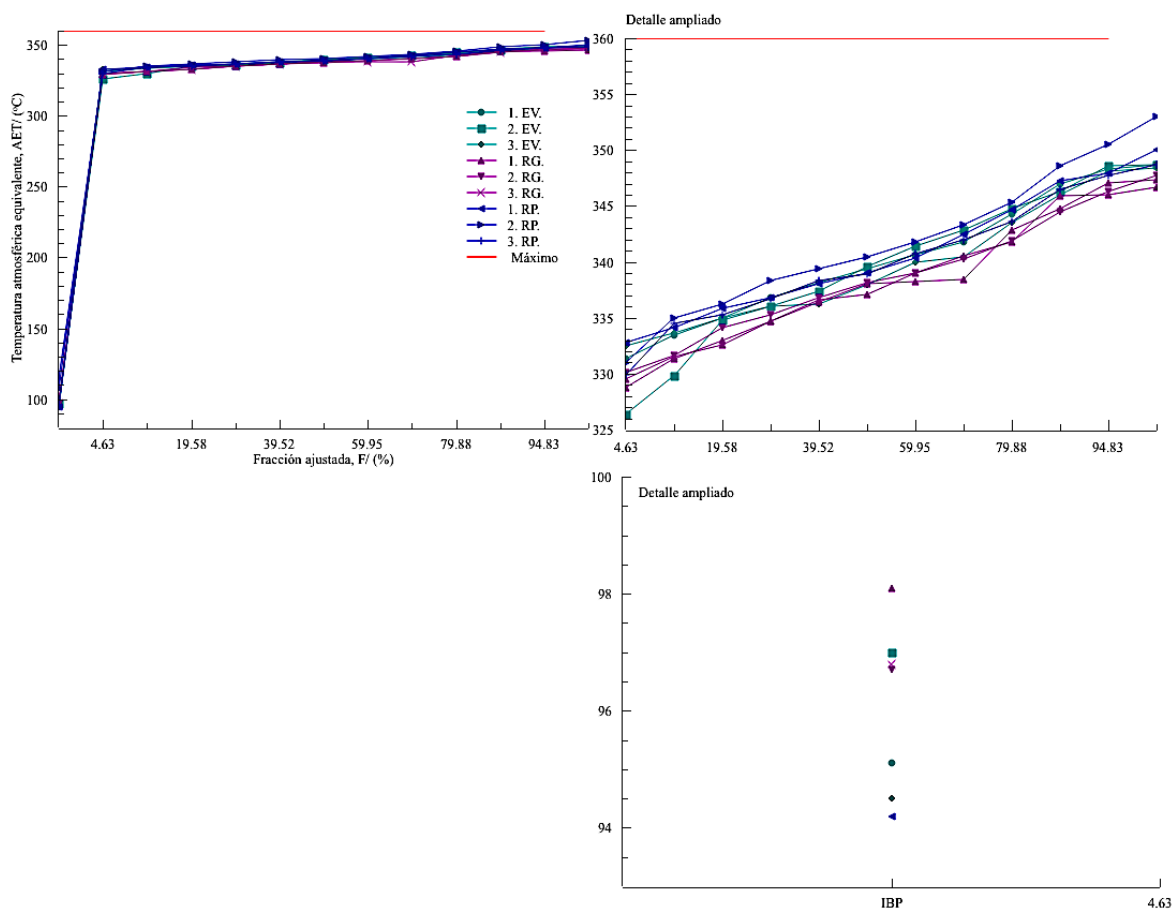 Temperatura atmosférica equivalente, AET/ (°C)
350
300
250
200
150
100
1. EV.
2. EV.
3. EV.
1. RG.
2. RG.
3. RG.
1. RP.
2. RP.
3. RP.
Máximo
4.63 19.58 39.52 59.95 79.88 94.83
Fracción ajustada, F/ (%)
Detalle ampliado
360
355
350
345
340
335
330
325
4.63 19.58 39.52 59.95 79.88 94.83
Detalle ampliado
100
98
96
94
IBP 4.63